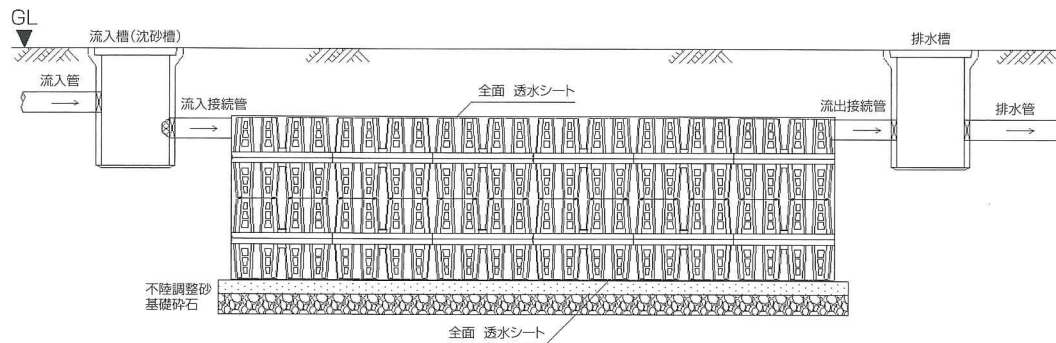 GL
流入槽(沈砂槽)
排水槽
流入管
全面 透水シート
流入接続管
流出接続管
排水管
不陸調整砂
基礎砕石
全面 透水シート